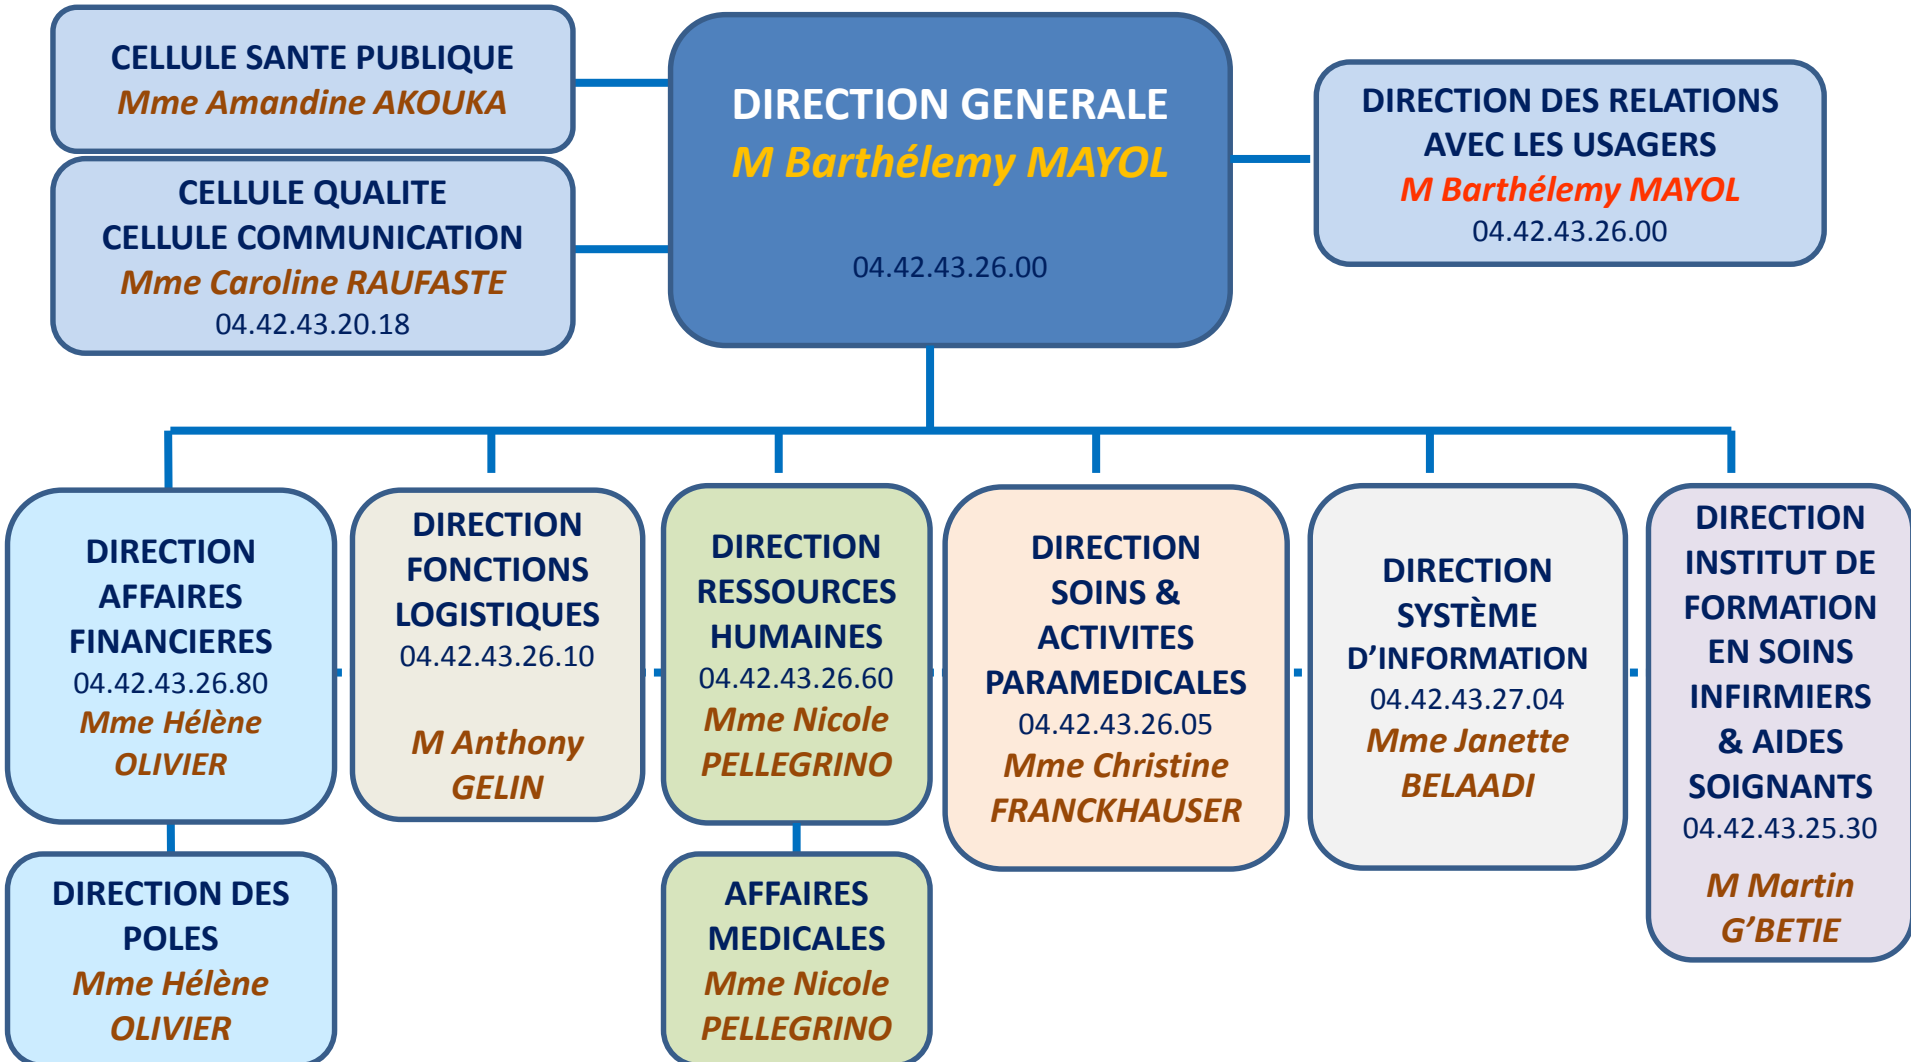 CELLULE SANTE PUBLIQUE
Mme Amandine AKOUKA
CELLULE QUALITE
CELLULE COMMUNICATION
Mme Caroline RAUFASTE
04.42.43.20.18
DIRECTION GENERALE
M Barthélemy MAYOL
04.42.43.26.00
DIRECTION DES RELATIONS
AVEC LES USAGERS
M Barthélemy MAYOL
04.42.43.26.00
DIRECTION
AFFAIRES
FINANCIERES
04.42.43.26.80
Mme Hélène
OLIVIER
DIRECTION DES
POLES
Mme Hélène
OLIVIER
DIRECTION
FONCTIONS
LOGISTIQUES
04.42.43.26.10
M Anthony
GELIN
DIRECTION
RESSOURCES
HUMAINES
04.42.43.26.60
Mme Nicole
PELLEGRINO
AFFAIRES
MEDICALES
Mme Nicole
PELLEGRINO
DIRECTION
SOINS &
ACTIVITES
PARAMEDICALES
04.42.43.26.05
Mme Christine
FRANCKHAUSER
DIRECTION
SYSTÈME
D’INFORMATION
04.42.43.27.04
Mme Janette
BELAADI
DIRECTION
INSTITUT DE
FORMATION
EN SOINS
INFIRMIERS
& AIDES
SOIGNANTS
04.42.43.25.30
M Martin
G’BETIE